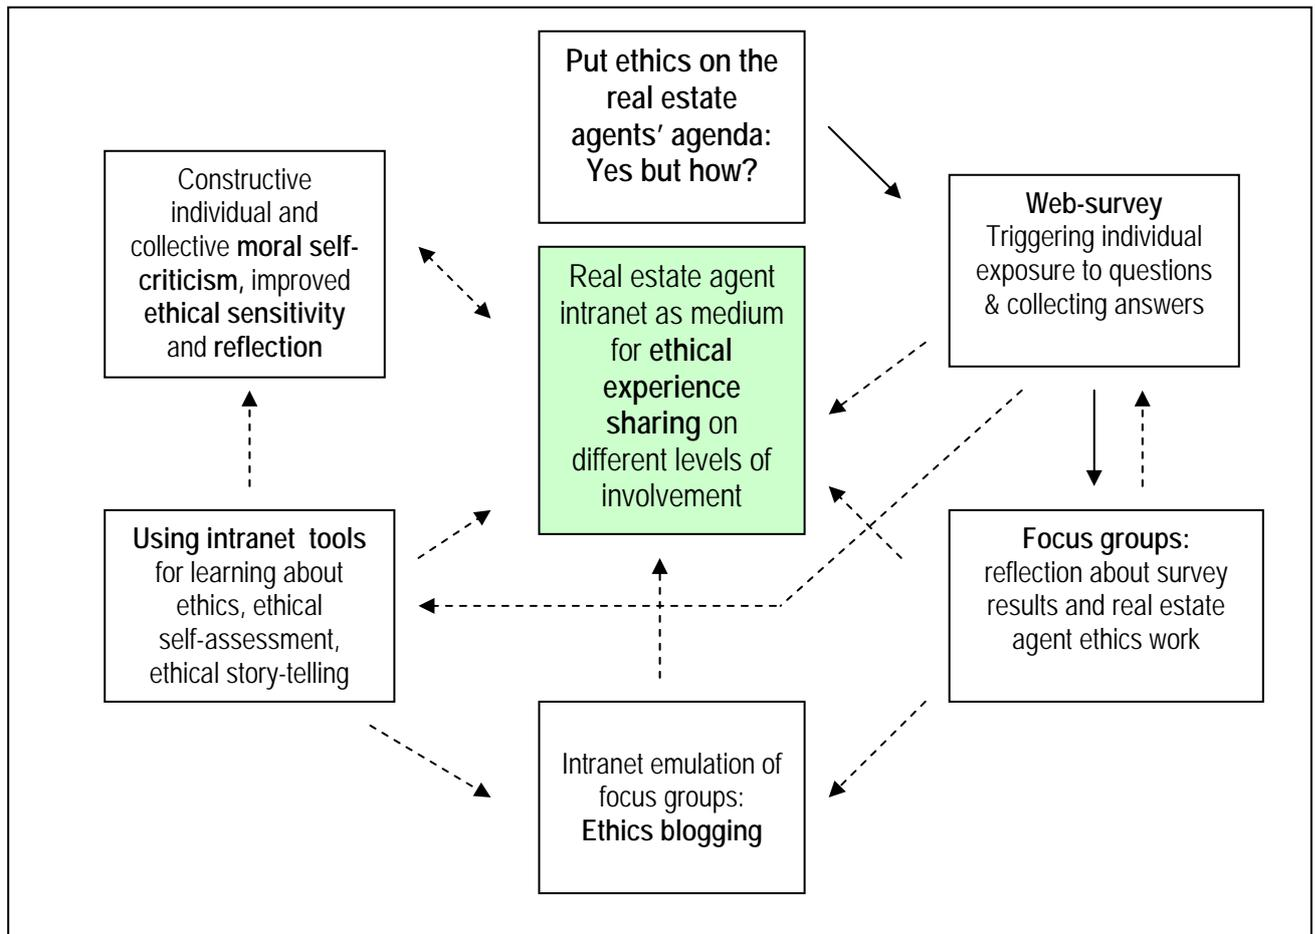 Put ethics on the
real estate
agents’ agenda:
Yes but how?
Constructive
individual and
collective moral self-
criticism, improved
ethical sensitivity
and reflection
Web-survey
Triggering individual
exposure to questions
& collecting answers
Real estate agent
intranet as medium
for ethical
experience
sharing on
different levels of
involvement
Using intranet tools
for learning about
ethics, ethical
self-assessment,
ethical story-telling
Focus groups:
reflection about survey
results and real estate
agent ethics work
Intranet emulation of
focus groups:
Ethics blogging